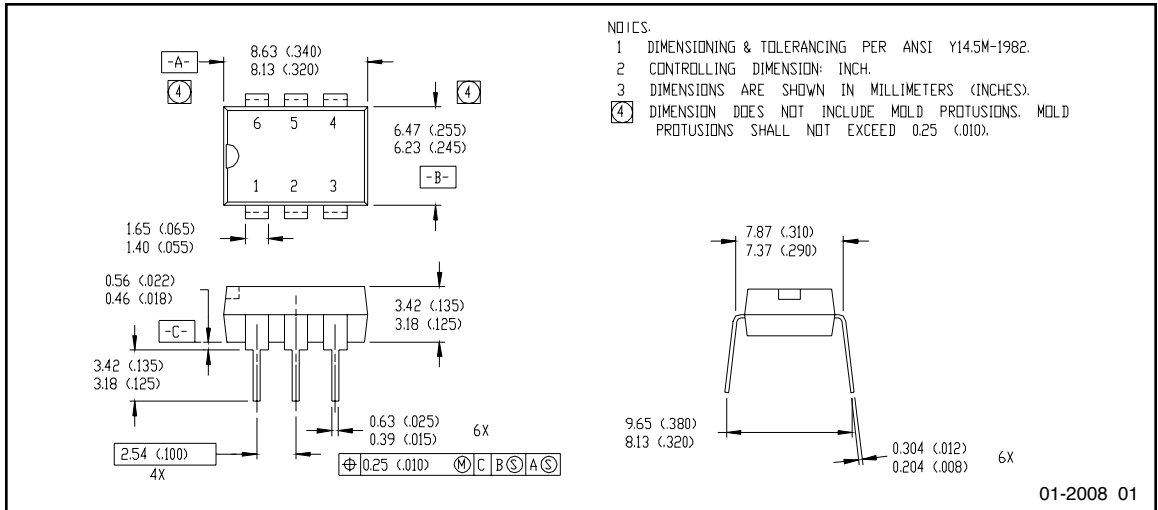 NOTES.
1 DIMENSIONING & TOLERANCING PER ANSI Y14.5M-1982.
2 CONTROLLING DIMENSION: INCH.
3 DIMENSIONS ARE SHOWN IN MILLIMETERS (INCHES).
4 DIMENSION DOES NOT INCLUDE MOLD PROTUSIONS. MOLD
PROTUSIONS SHALL NOT EXCEED 0.25 (.010).
-A-
8.63 (.340)
8.13 (.320)
4
4
6 5 4
1 2 3
6.47 (.255)
6.23 (.245)
-B-
1.65 (.065)
1.40 (.055)
0.56 (.022)
0.46 (.018)
-C-
3.42 (.135)
3.18 (.125)
3.42 (.135)
3.18 (.125)
0.63 (.025)
0.39 (.015)
6X
2.54 (.100)
4X
⌖ 0.25 (.010) Ⓜ C B Ⓢ A Ⓢ
7.87 (.310)
7.37 (.290)
9.65 (.380)
8.13 (.320)
0.304 (.012)
0.204 (.008)
6X
01-2008 01